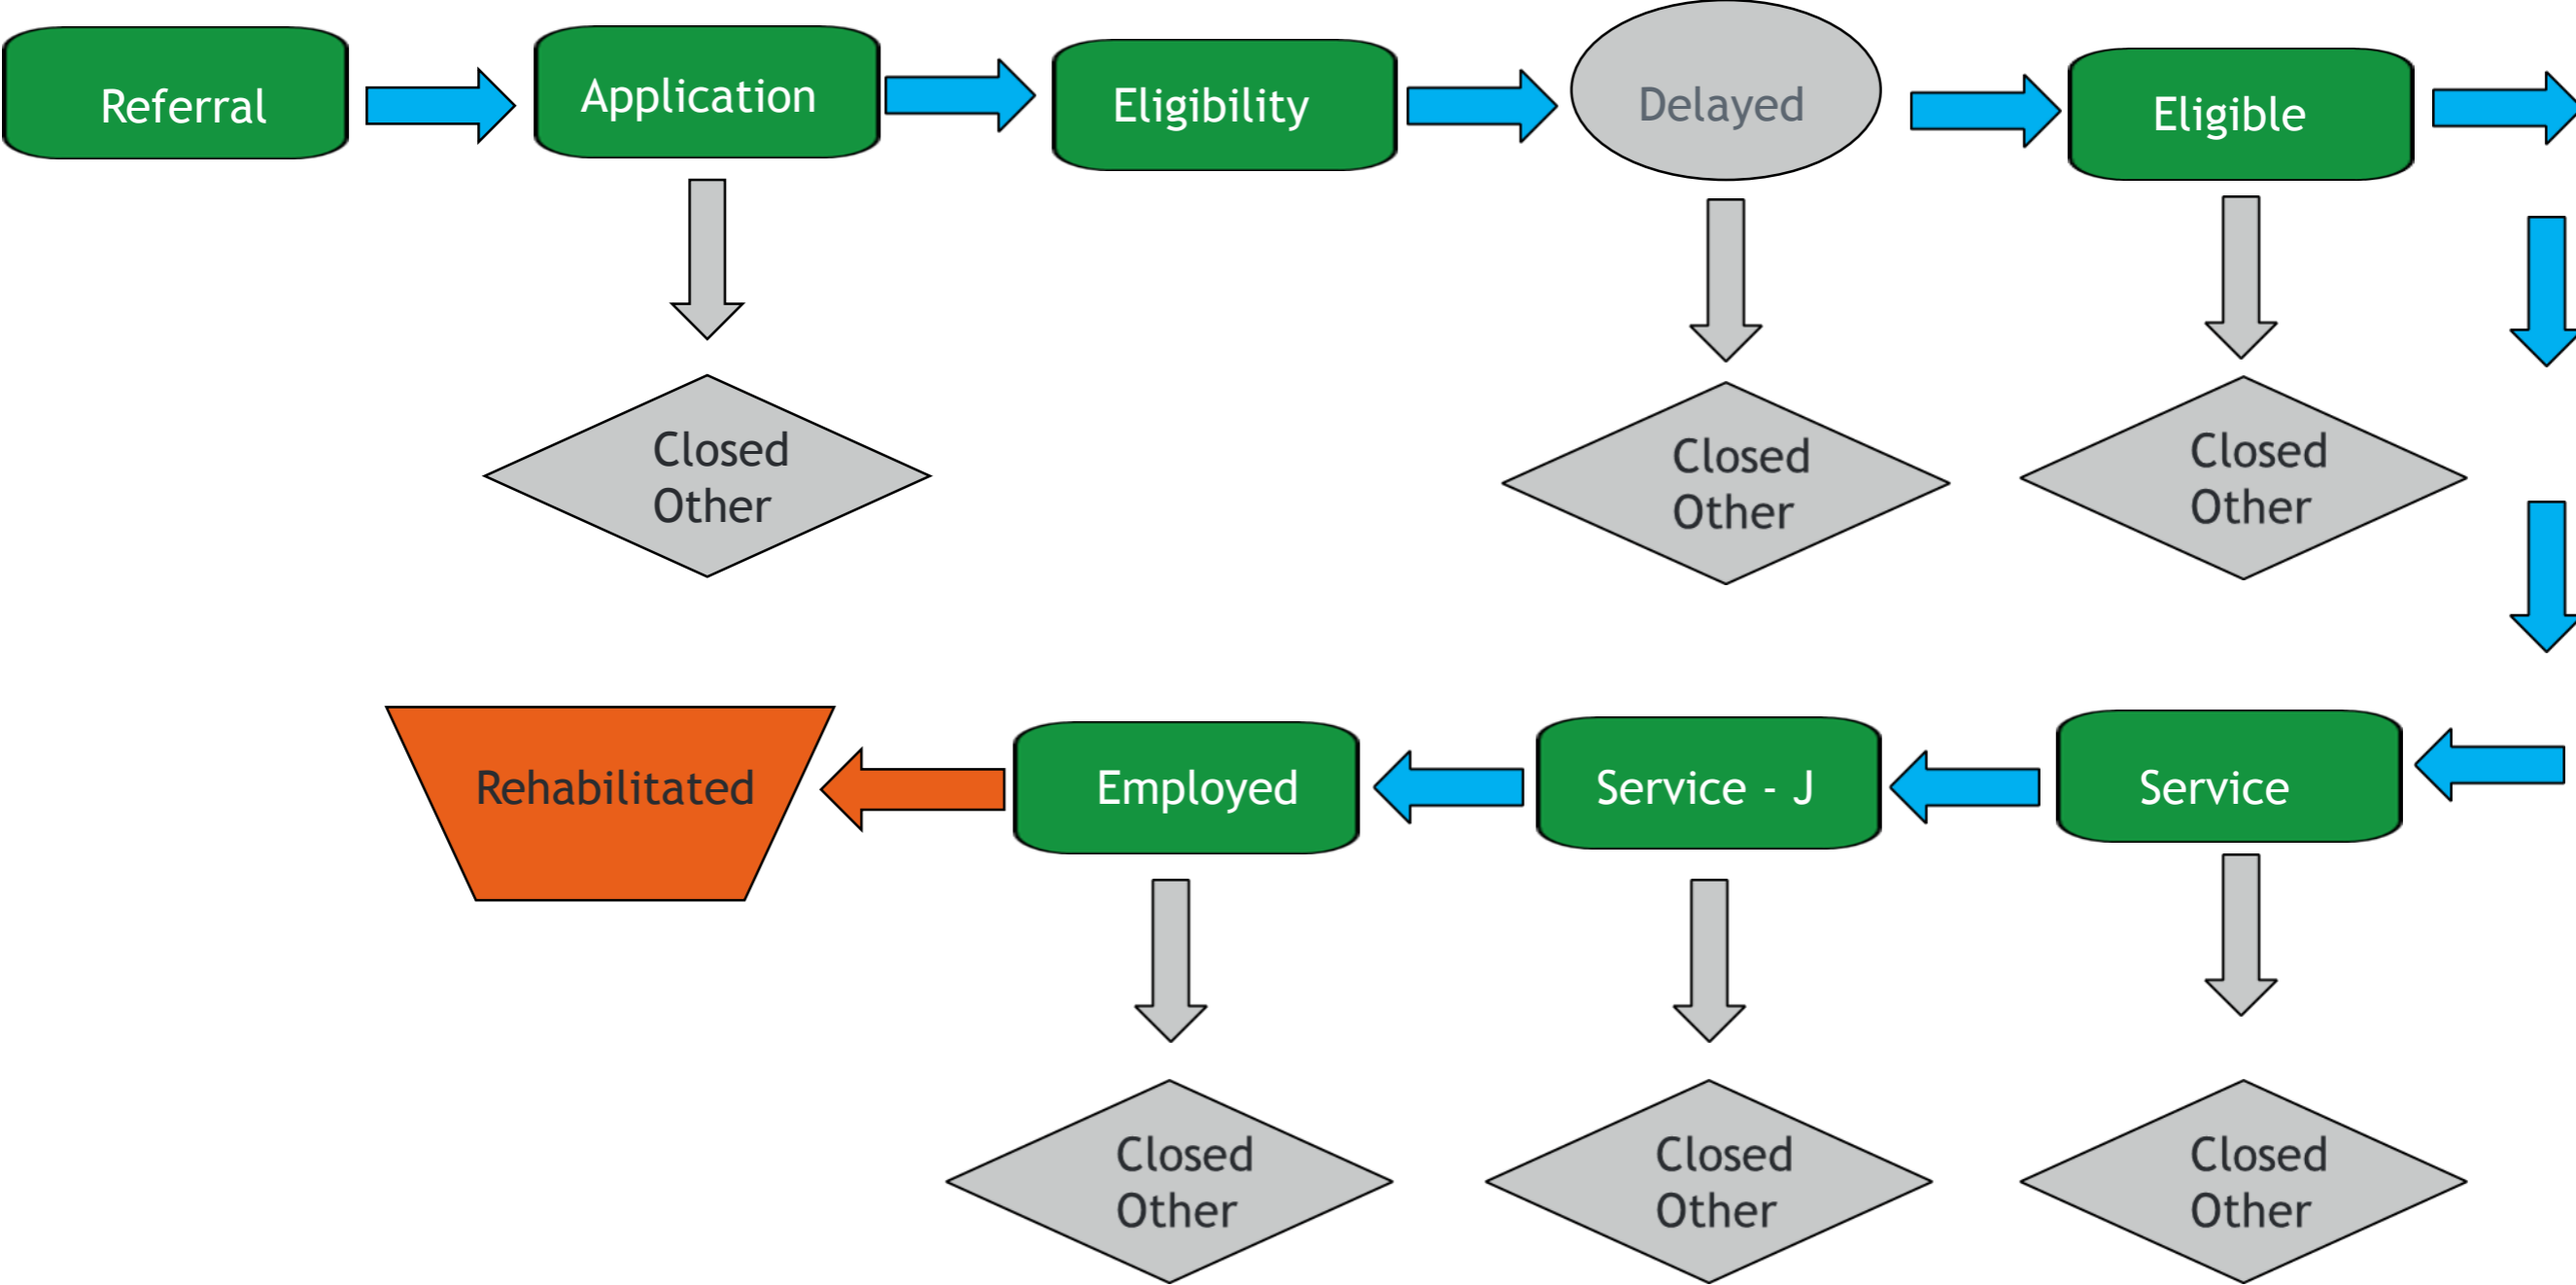 Referral
Application
Eligibility
Delayed
Eligible
Closed
Other
Closed
Other
Closed
Other
Rehabilitated
Employed
Service - J
Service
Closed
Other
Closed
Other
Closed
Other